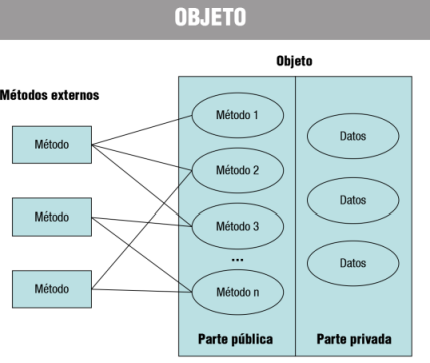 OBJETO
Objeto
Métodos externos
Método
Método
Método
Método 1
Método 2
Método 3
...
Método n
Parte pública
Datos
Datos
Datos
Parte privada